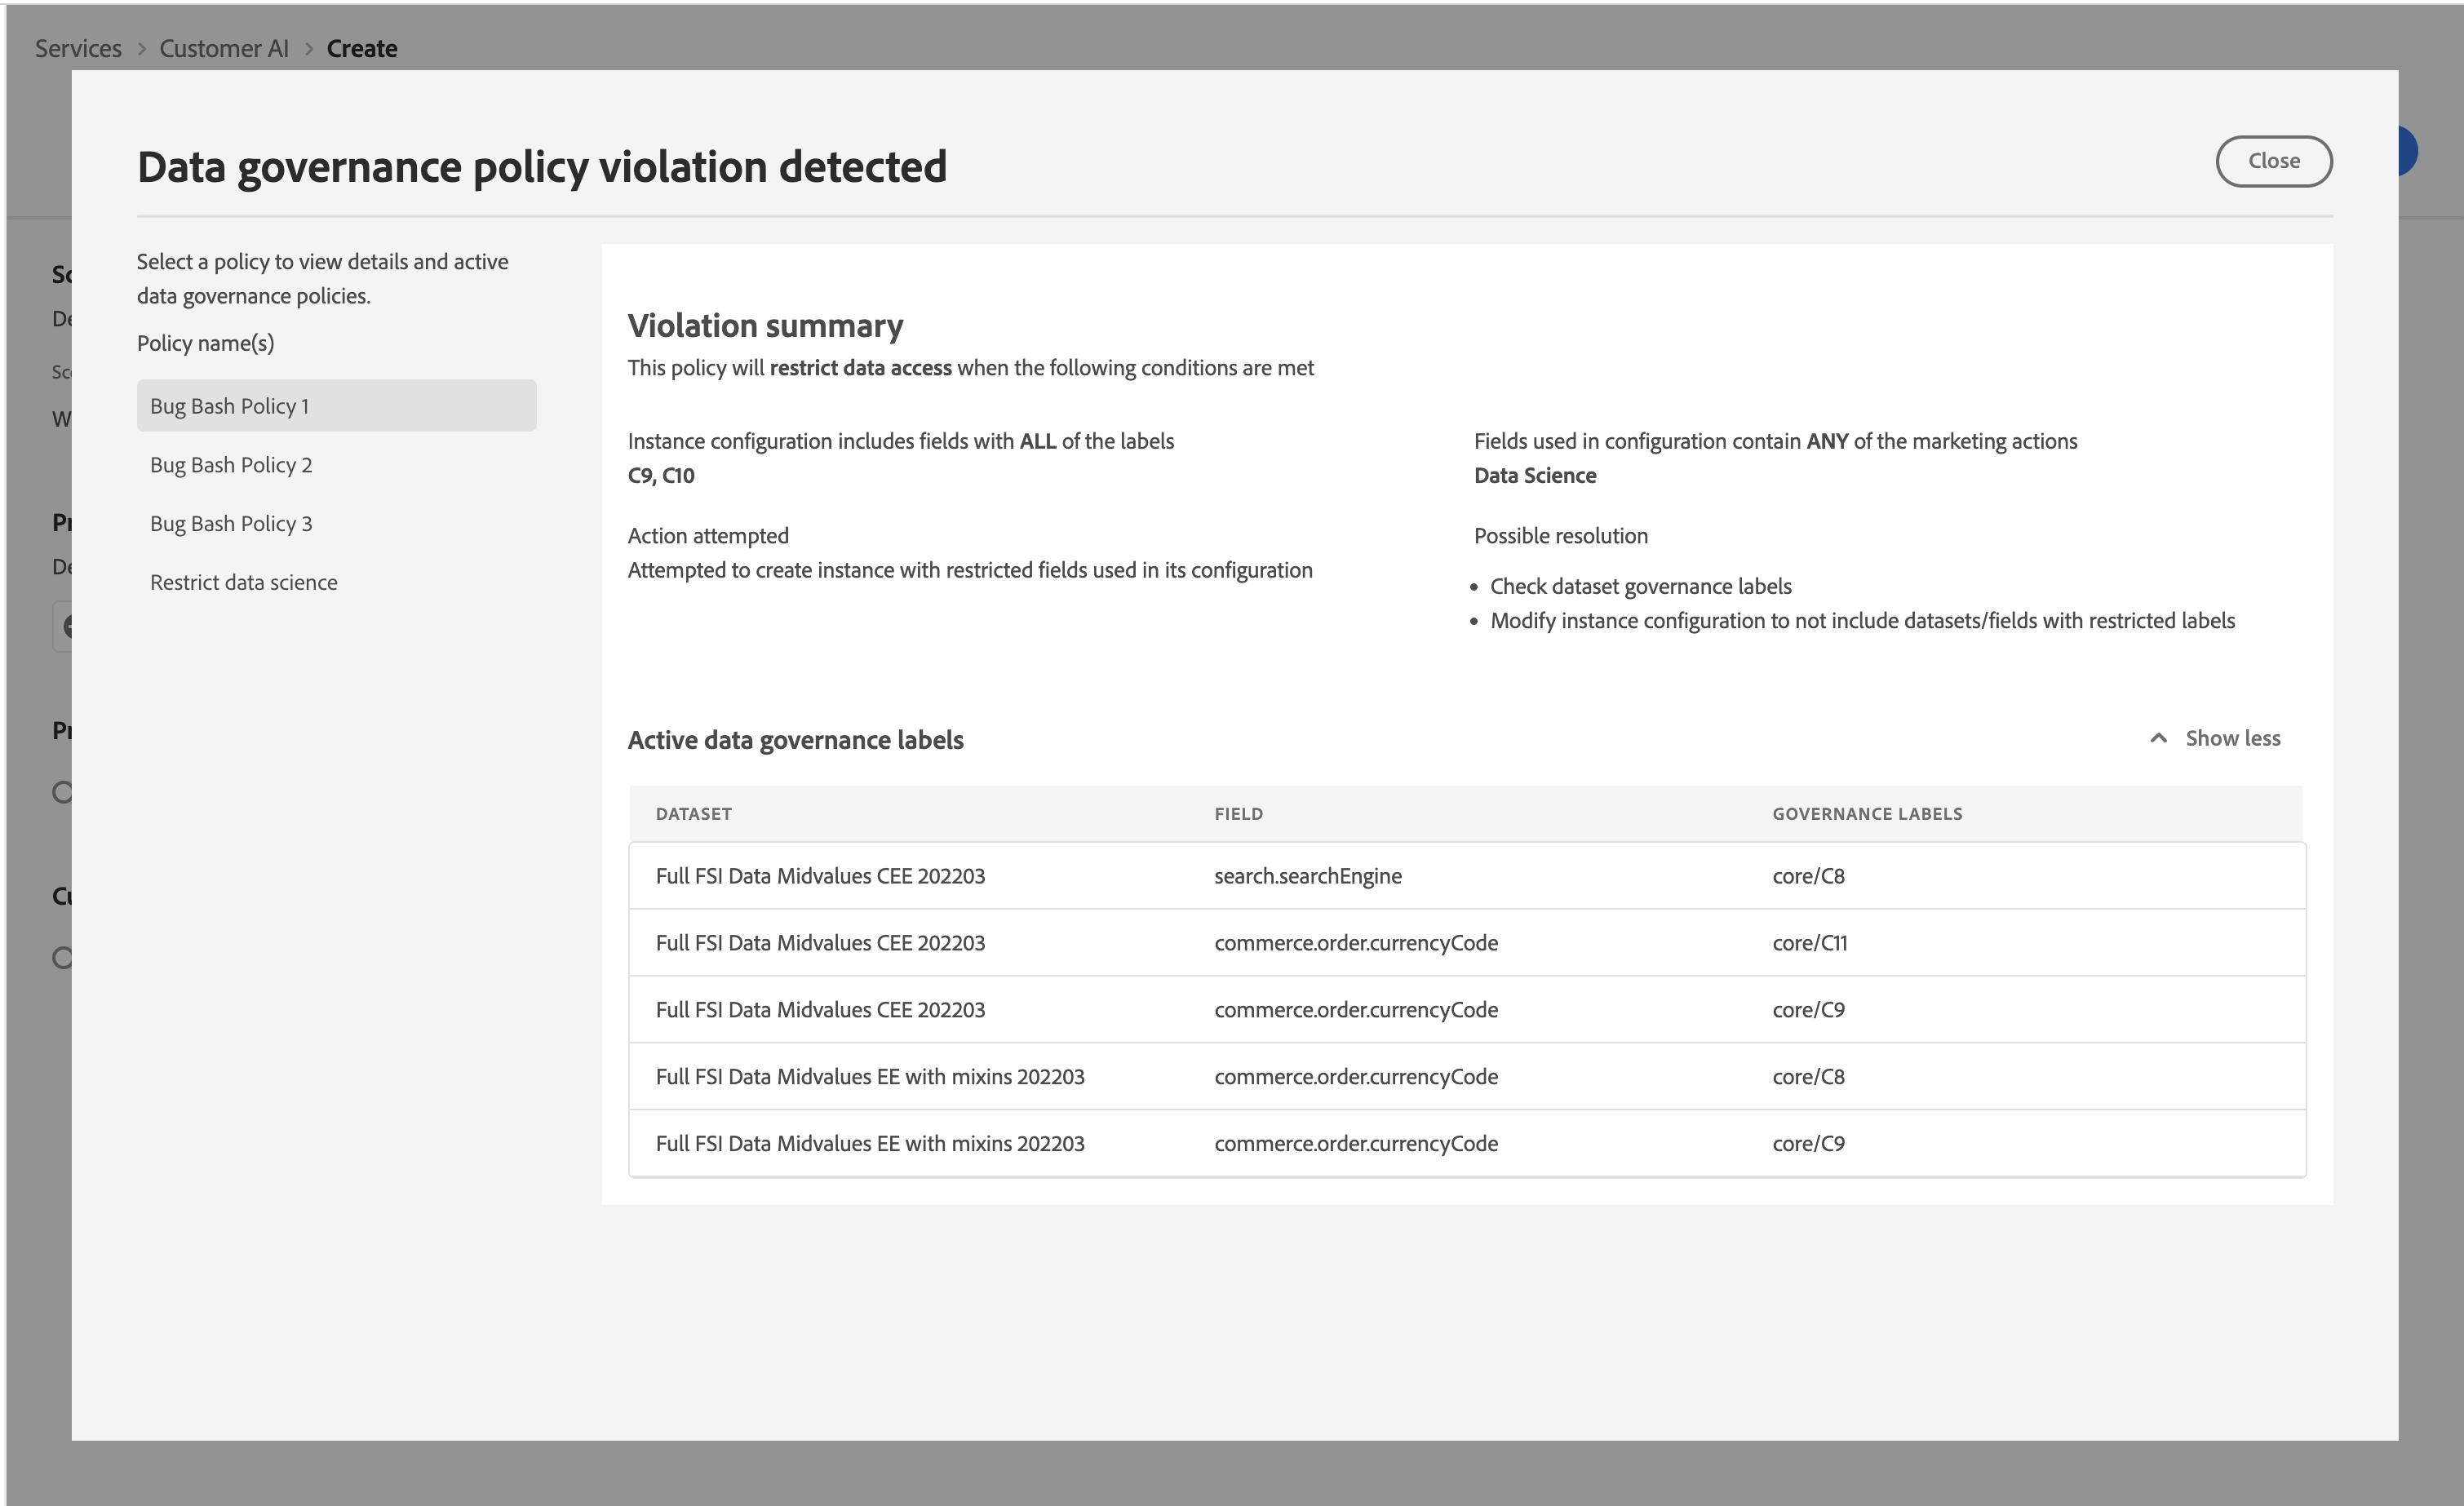 Services > Customer AI > Create
Data governance policy violation detected
Close
Select a policy to view details and active
data governance policies.
Policy name(s)
Bug Bash Policy 1
Bug Bash Policy 2
Bug Bash Policy 3
Restrict data science
Violation summary
This policy will restrict data access when the following conditions are met
Instance configuration includes fields with ALL of the labels
C9, C10
Fields used in configuration contain ANY of the marketing actions
Data Science
Action attempted
Attempted to create instance with restricted fields used in its configuration
Possible resolution
• Check dataset governance labels
• Modify instance configuration to not include datasets/fields with restricted labels
Active data governance labels
Show less
DATASET FIELD GOVERNANCE LABELS
Full FSI Data Midvalues CEE 202203 search.searchEngine core/C8
Full FSI Data Midvalues CEE 202203 commerce.order.currencyCode core/C11
Full FSI Data Midvalues CEE 202203 commerce.order.currencyCode core/C9
Full FSI Data Midvalues EE with mixins 202203 commerce.order.currencyCode core/C8
Full FSI Data Midvalues EE with mixins 202203 commerce.order.currencyCode core/C9